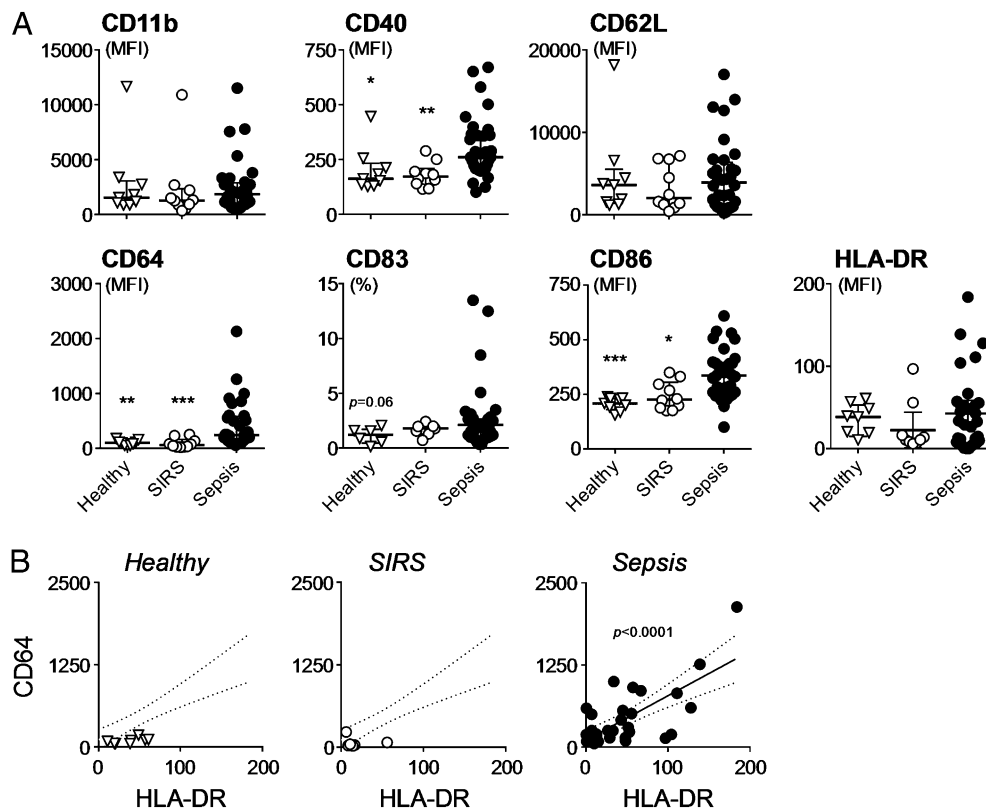 A
CD11b CD40 CD62L
(MFI) (MFI) (MFI)
15000 750 20000
* **
10000 500
10000
5000 250
0 0 0
CD64 CD83 CD86 HLA-DR
(MFI) (%) (MFI) (MFI)
3000 15 750 200
2000 10 500
*** *
100
** *** p=0.06
1000 5 250
0 0 0 0
Healthy SIRS Sepsis Healthy SIRS Sepsis Healthy SIRS Sepsis Healthy SIRS Sepsis
B
Healthy SIRS Sepsis
2500 2500 2500
p<0.0001
CD64
1250 1250 1250
0 0 0
0 100 200 0 100 200 0 100 200
HLA-DR HLA-DR HLA-DR